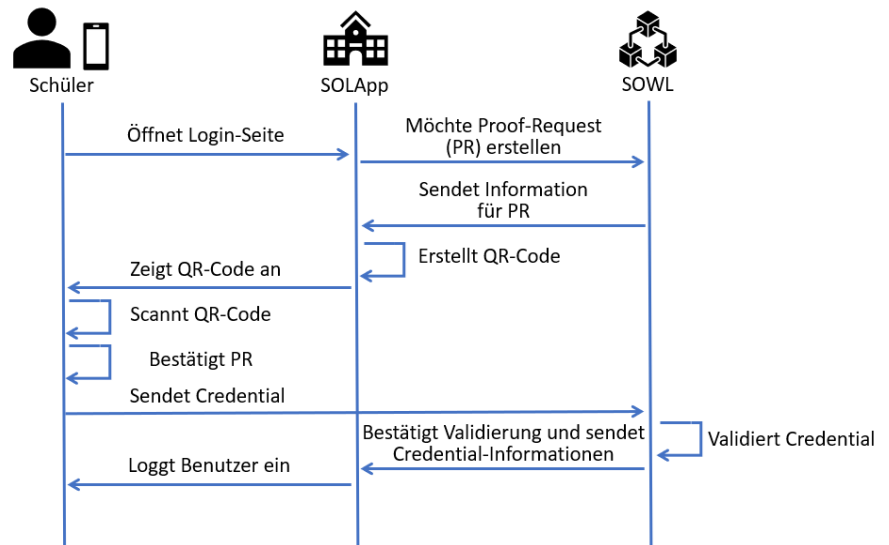 Schüler
SOLApp
SOWL
Öffnet Login-Seite
Möchte Proof-Request
(PR) erstellen
Sendet Information
für PR
Erstellt QR-Code
Zeigt QR-Code an
Scannt QR-Code
Bestätigt PR
Sendet Credential
Bestätigt Validierung und sendet
Credential-Informationen
Validiert Credential
Loggt Benutzer ein